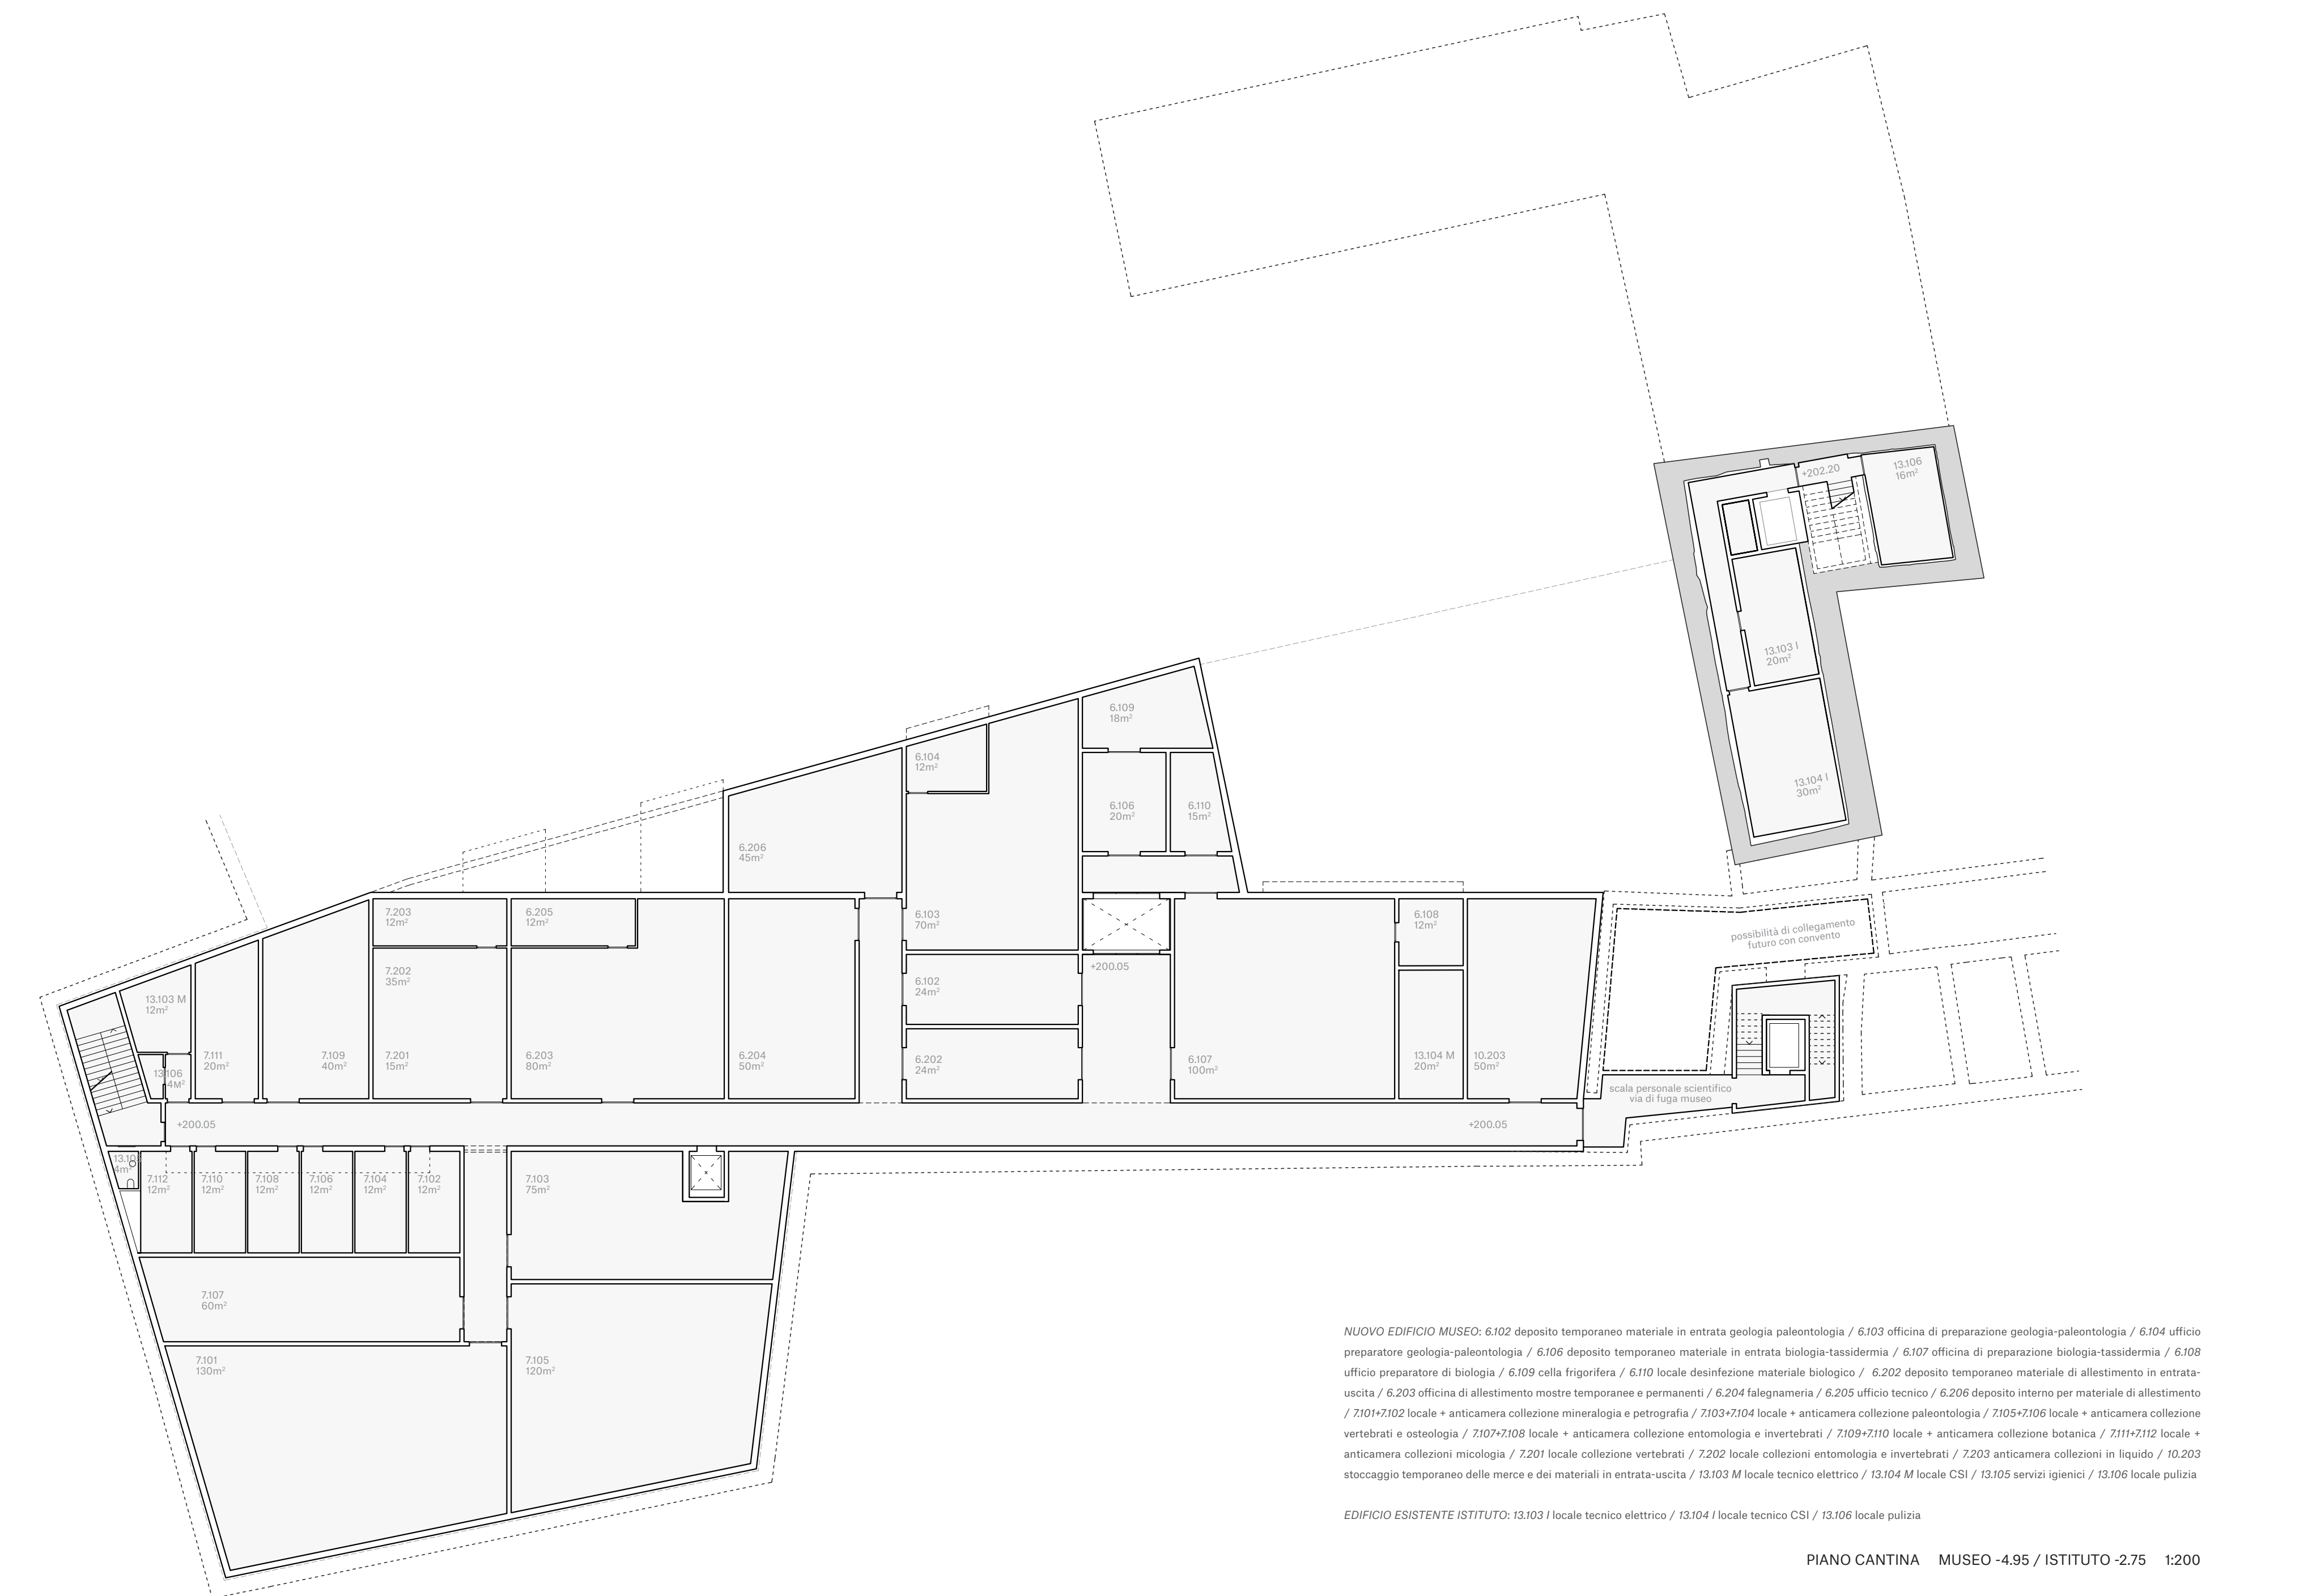 +202.20
13.106
16m²
13.103 I
20m²
13.104 I
30m²
6.109
18m²
6.104
12m²
6.106
20m²
6.110
15m²
6.206
45m²
7.203
12m²
6.205
12m²
6.103
70m²
6.108
12m²
possibilità di collegamento
futuro con convento
+200.05
7.202
35m²
6.102
24m²
13.103 M
12m²
7.111
20m²
7.109
40m²
7.201
15m²
6.203
80m²
6.204
50m²
6.202
24m²
6.107
100m²
13.104 M
20m²
10.203
50m²
13.106
4M²
scala personale scientifico
via di fuga museo
+200.05
+200.05
4m²
7.112
12m²
7.110
12m²
7.108
12m²
7.106
12m²
7.104
12m²
7.102
12m²
7.103
75m²
7.107
60m²
7.101
130m²
7.105
120m²
NUOVO EDIFICIO MUSEO: 6.102 deposito temporaneo materiale in entrata geologia paleontologia / 6.103 officina di preparazione geologia-paleontologia / 6.104 ufficio
preparatore geologia-paleontologia / 6.106 deposito temporaneo materiale in entrata biologia-tassidermia / 6.107 officina di preparazione biologia-tassidermia / 6.108
ufficio preparatore di biologia / 6.109 cella frigorifera / 6.110 locale desinfezione materiale biologico / 6.202 deposito temporaneo materiale di allestimento in entrata-
uscita / 6.203 officina di allestimento mostre temporanee e permanenti / 6.204 falegnameria / 6.205 ufficio tecnico / 6.206 deposito interno per materiale di allestimento
/ 7.101+7.102 locale + anticamera collezione mineralogia e petrografia / 7.103+7.104 locale + anticamera collezione paleontologia / 7.105+7.106 locale + anticamera collezione
vertebrati e osteologia / 7.107+7.108 locale + anticamera collezione entomologia e invertebrati / 7.109+7.110 locale + anticamera collezione botanica / 7.111+7.112 locale +
anticamera collezioni micologia / 7.201 locale collezione vertebrati / 7.202 locale collezioni entomologia e invertebrati / 7.203 anticamera collezioni in liquido / 10.203
stoccaggio temporaneo delle merce e dei materiali in entrata-uscita / 13.103 M locale tecnico elettrico / 13.104 M locale CSI / 13.105 servizi igienici / 13.106 locale pulizia
EDIFICIO ESISTENTE ISTITUTO: 13.103 I locale tecnico elettrico / 13.104 I locale tecnico CSI / 13.106 locale pulizia
PIANO CANTINA MUSEO -4.95 / ISTITUTO -2.75 1:200